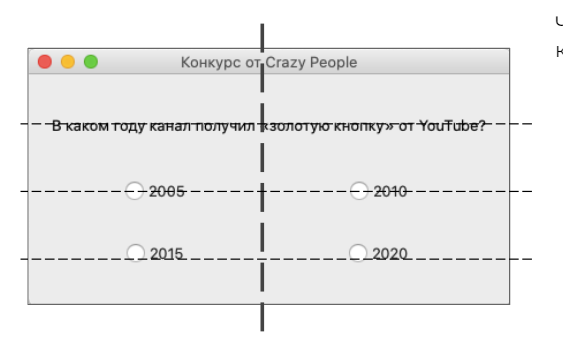 Конкурс от Crazy People
В каком году канал получил «золотую кнопку» от YouTube?
2005 2010
2015 2020